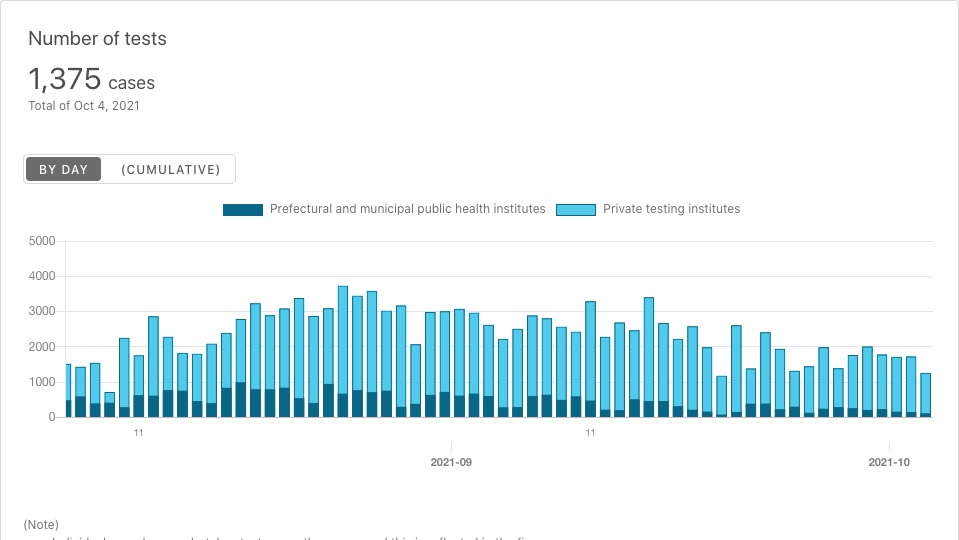 Number of tests
1,375 cases
Total of Oct 4, 2021
BY DAY (CUMULATIVE)
Prefectural and municipal public health institutes Private testing institutes
5000
4000
3000
2000
1000
0
11 11
2021-09 2021-10
(Note)